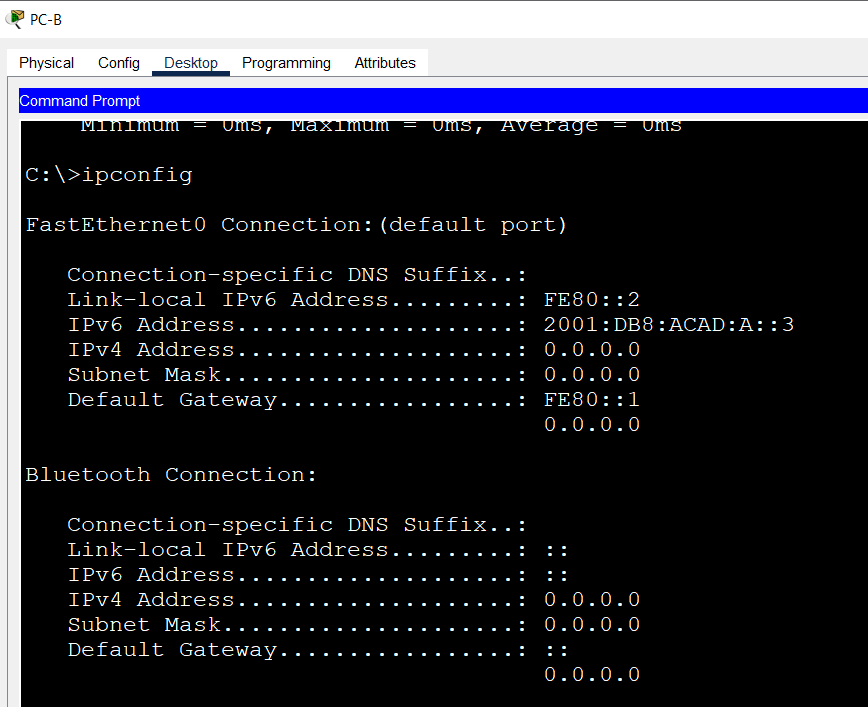 PC-B
Physical Config Desktop Programming Attributes
Command Prompt
Minimum = 0ms, Maximum = 0ms, Average = 0ms
C:\>ipconfig
FastEthernet0 Connection:(default port)
Connection-specific DNS Suffix..:
Link-local IPv6 Address.........: FE80::2
IPv6 Address....................: 2001:DB8:ACAD:A::3
IPv4 Address....................: 0.0.0.0
Subnet Mask.....................: 0.0.0.0
Default Gateway.................: FE80::1
0.0.0.0
Bluetooth Connection:
Connection-specific DNS Suffix..:
Link-local IPv6 Address.........: ::
IPv6 Address....................: ::
IPv4 Address....................: 0.0.0.0
Subnet Mask.....................: 0.0.0.0
Default Gateway.................: ::
0.0.0.0